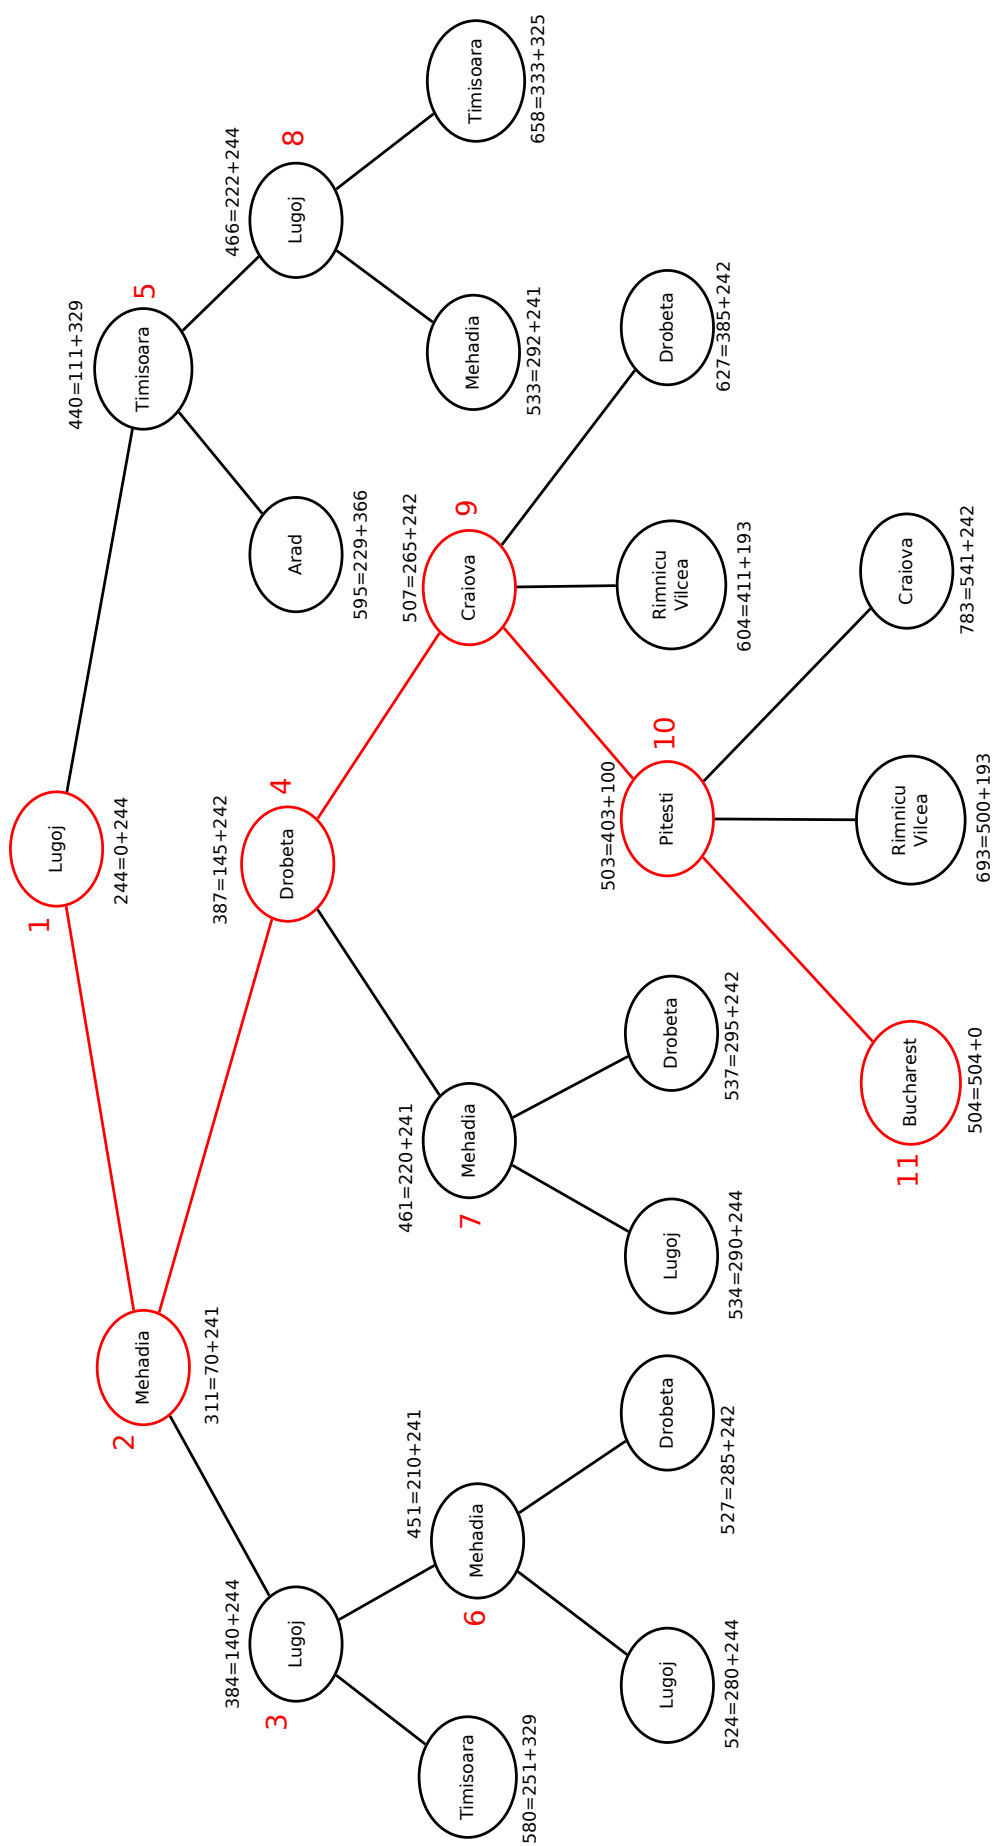 1
Lugoj
244=0+244
2
Mehadia
311=70+241
440=111+329
Timisoara
5
384=140+244
3
Lugoj
387=145+242
Drobeta
4
Arad
595=229+366
466=222+244
Lugoj
8
Timisoara
580=251+329
451=210+241
6
Mehadia
461=220+241
7
Mehadia
507=265+242
Craiova
9
Mehadia
533=292+241
Timisoara
658=333+325
Lugoj
524=280+244
Drobeta
527=285+242
Lugoj
534=290+244
Drobeta
537=295+242
503=403+100
Pitesti
10
Rimnicu
Vilcea
604=411+193
Drobeta
627=385+242
11
Bucharest
504=504+0
Rimnicu
Vilcea
693=500+193
Craiova
783=541+242